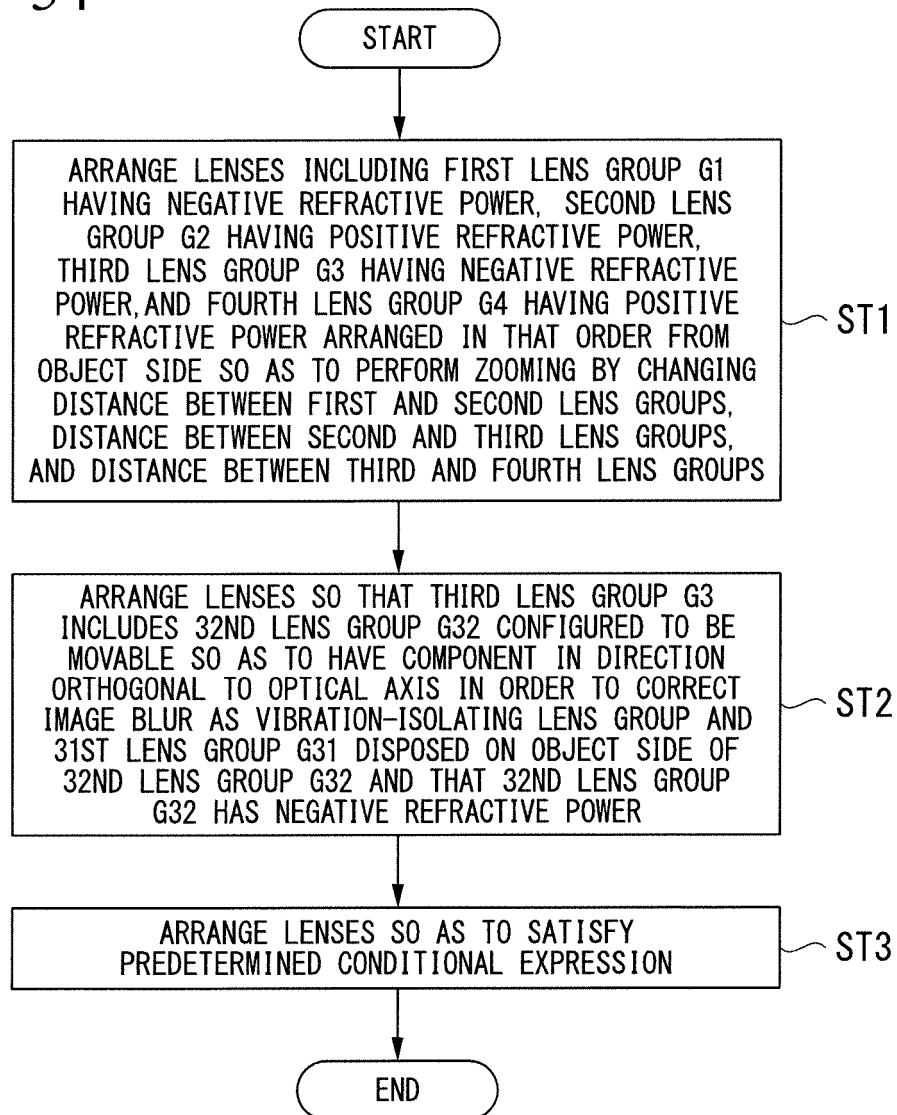 START
ARRANGE LENSES INCLUDING FIRST LENS GROUP G1
HAVING NEGATIVE REFRACTIVE POWER, SECOND LENS
GROUP G2 HAVING POSITIVE REFRACTIVE POWER,
THIRD LENS GROUP G3 HAVING NEGATIVE REFRACTIVE
POWER, AND FOURTH LENS GROUP G4 HAVING POSITIVE
REFRACTIVE POWER ARRANGED IN THAT ORDER FROM
OBJECT SIDE SO AS TO PERFORM ZOOMING BY CHANGING
DISTANCE BETWEEN FIRST AND SECOND LENS GROUPS,
DISTANCE BETWEEN SECOND AND THIRD LENS GROUPS,
AND DISTANCE BETWEEN THIRD AND FOURTH LENS GROUPS
ST1
ARRANGE LENSES SO THAT THIRD LENS GROUP G3
INCLUDES 32ND LENS GROUP G32 CONFIGURED TO BE
MOVABLE SO AS TO HAVE COMPONENT IN DIRECTION
ORTHOGONAL TO OPTICAL AXIS IN ORDER TO CORRECT
IMAGE BLUR AS VIBRATION-ISOLATING LENS GROUP AND
31ST LENS GROUP G31 DISPOSED ON OBJECT SIDE OF
32ND LENS GROUP G32 AND THAT 32ND LENS GROUP
G32 HAS NEGATIVE REFRACTIVE POWER
ST2
ARRANGE LENSES SO AS TO SATISFY
PREDETERMINED CONDITIONAL EXPRESSION
ST3
END